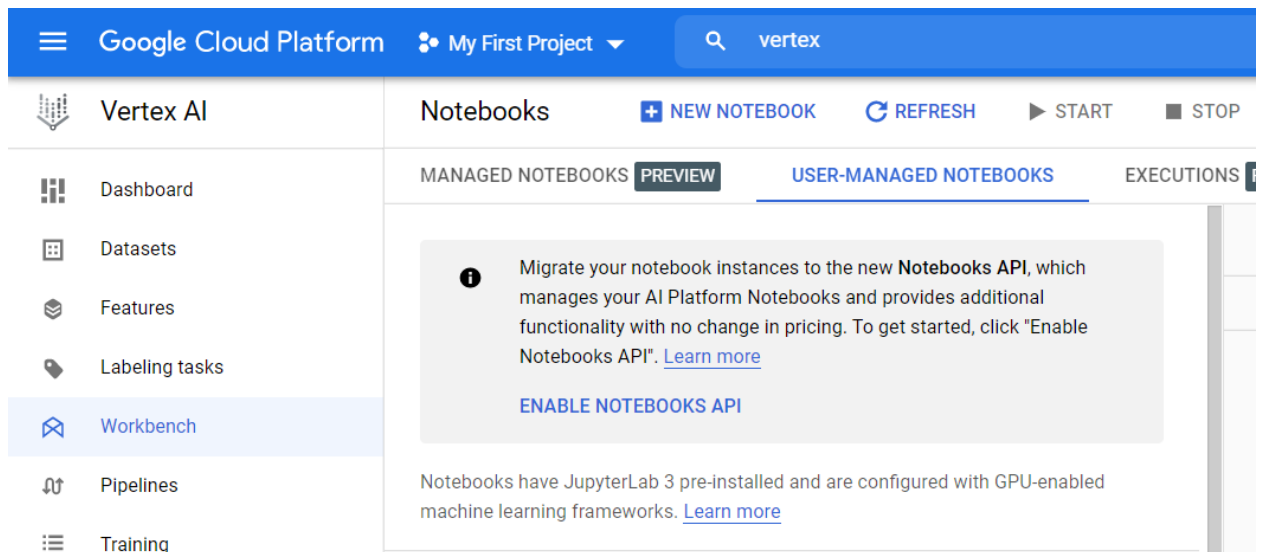 Google Cloud Platform My First Project vertex
Vertex AI
Notebooks NEW NOTEBOOK REFRESH START STOP
MANAGED NOTEBOOKS PREVIEW USER-MANAGED NOTEBOOKS EXECUTIONS
Dashboard
Datasets
Features
Labeling tasks
Workbench
Pipelines
Training
Migrate your notebook instances to the new Notebooks API, which
manages your AI Platform Notebooks and provides additional
functionality with no change in pricing. To get started, click "Enable
Notebooks API". Learn more
ENABLE NOTEBOOKS API
Notebooks have JupyterLab 3 pre-installed and are configured with GPU-enabled
machine learning frameworks. Learn more